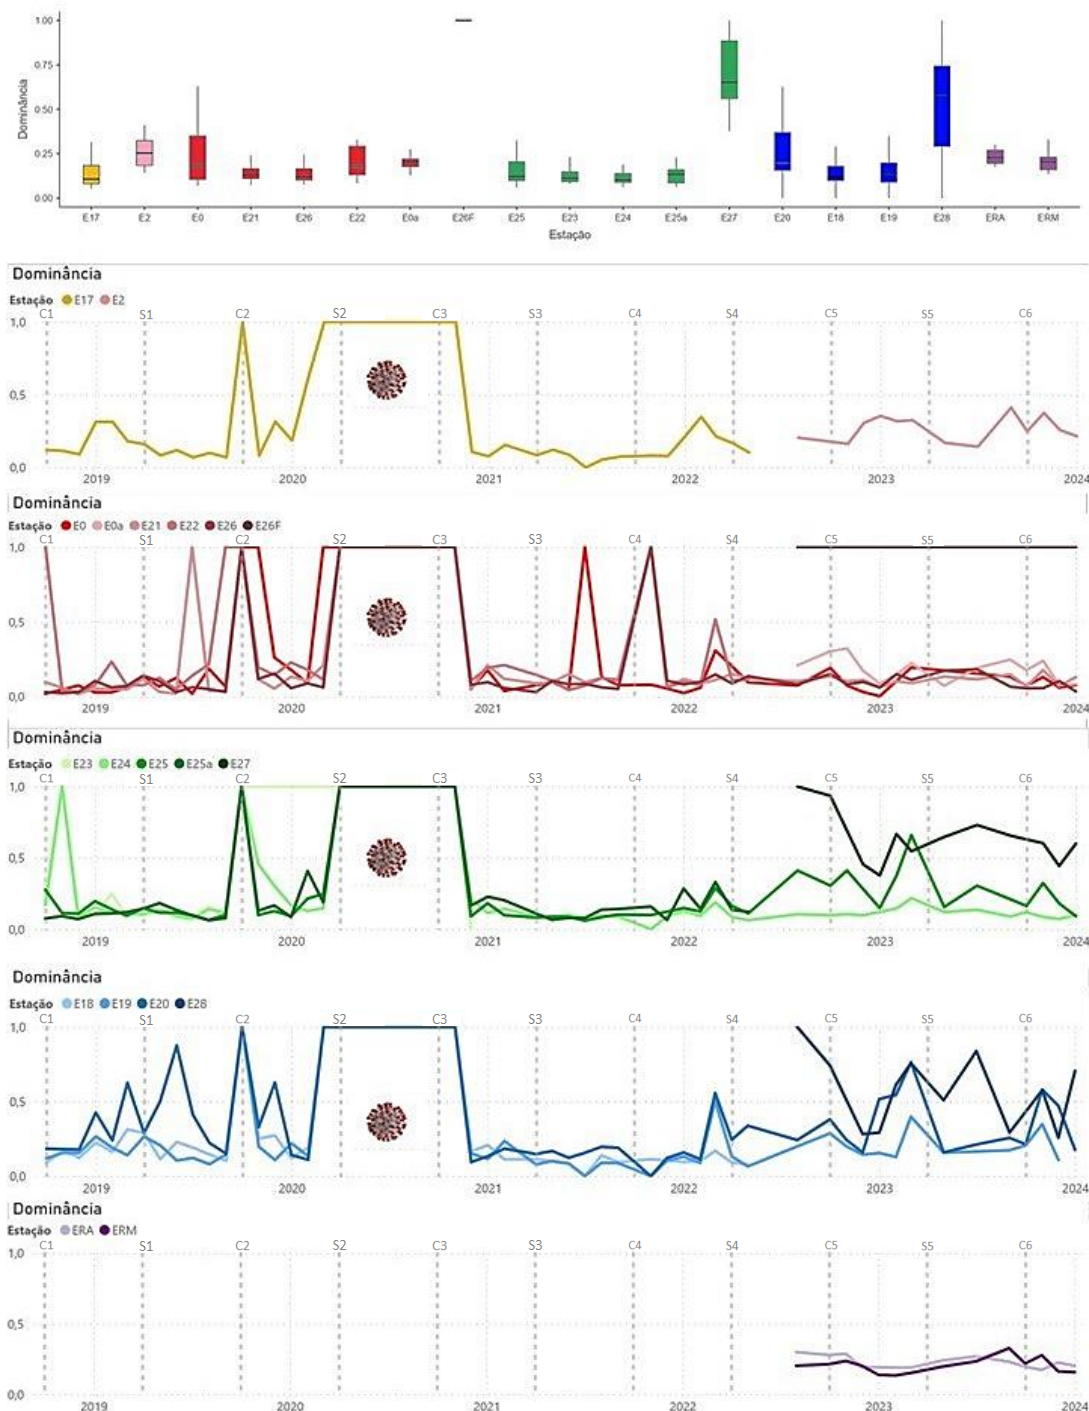 1.00
0.75
0.50
0.25
0.00
Dominância
E17 E2 E0 E21 E26 E22 E0a E26F E25 E23 E24 E25a E27 E20 E18 E19 E28 ERA ERM
Estação
Dominância
Estação E17 E2
C1 S1 C2 S2 C3 S3 C4 S4 C5 S5 C6
1,0
0,5
0,0
2019 2020 2021 2022 2023 2024
Dominância
Estação E0 E0a E21 E22 E26 E26F
C1 S1 C2 S2 C3 S3 C4 S4 C5 S5 C6
1,0
0,5
0,0
2019 2020 2021 2022 2023 2024
Dominância
Estação E23 E24 E25 E25a E27
C1 S1 C2 S2 C3 S3 C4 S4 C5 S5 C6
1,0
0,5
0,0
2019 2020 2021 2022 2023 2024
Dominância
Estação E18 E19 E20 E28
C1 S1 C2 S2 C3 S3 C4 S4 C5 S5 C6
1,0
0,5
0,0
2019 2020 2021 2022 2023 2024
Dominância
Estação ERA ERM
C1 S1 C2 S2 C3 S3 C4 S4 C5 S5 C6
1,0
0,5
0,0
2019 2020 2021 2022 2023 2024